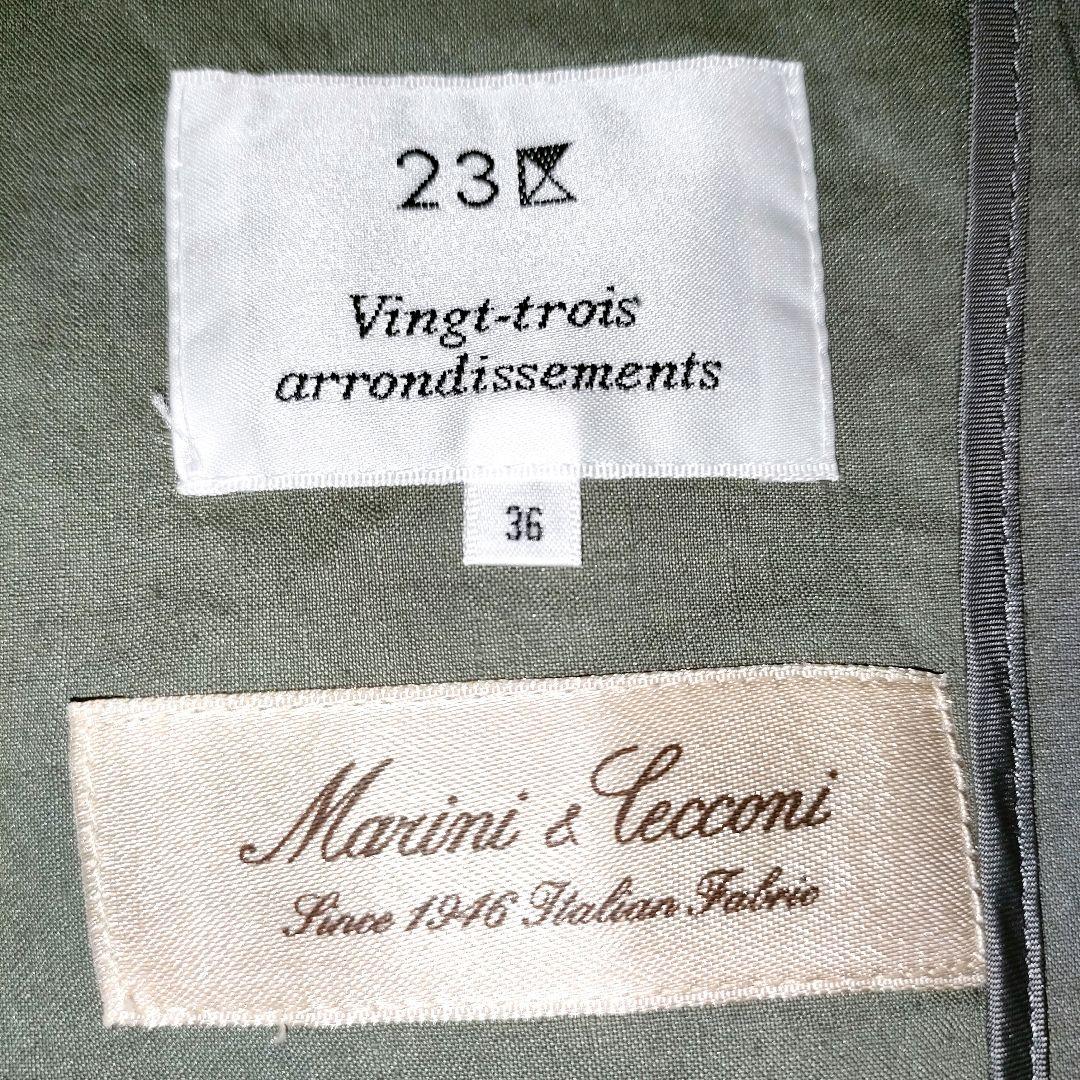 23区
Vingt-trois
arrondissements
36
Marini & Cecconi
Since 1946 Italian Fabric